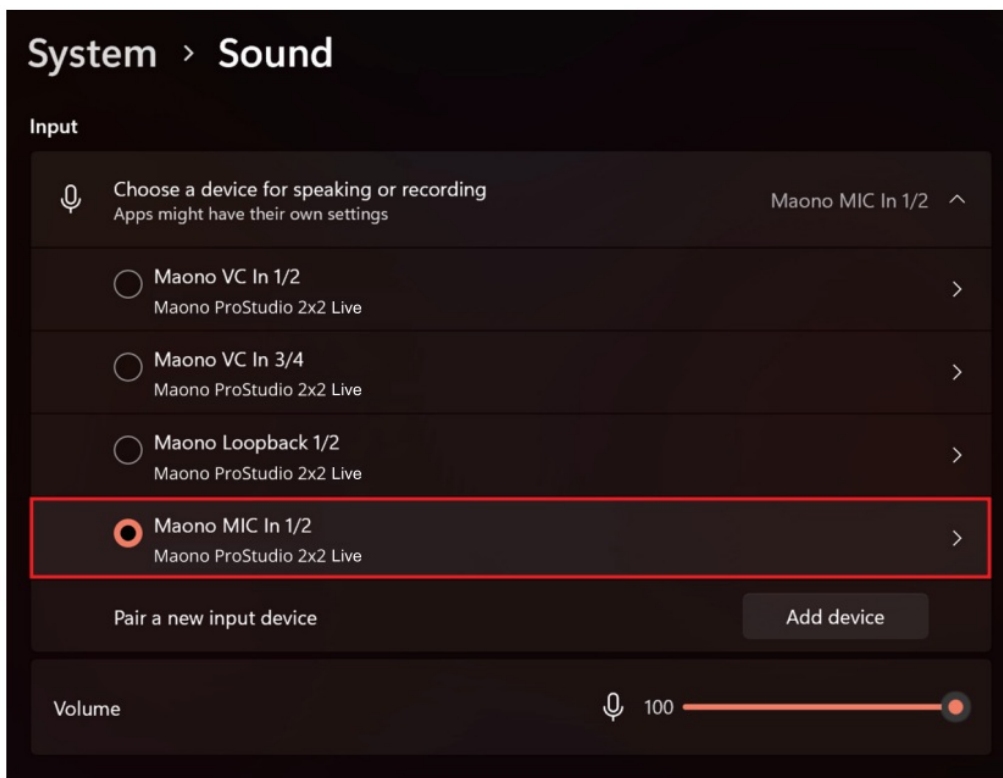 System > Sound
Input
Choose a device for speaking or recording
Apps might have their own settings
Maono MIC In 1/2
Maono VC In 1/2
Maono ProStudio 2x2 Live
Maono VC In 3/4
Maono ProStudio 2x2 Live
Maono Loopback 1/2
Maono ProStudio 2x2 Live
Maono MIC In 1/2
Maono ProStudio 2x2 Live
Pair a new input device
Add device
Volume
100